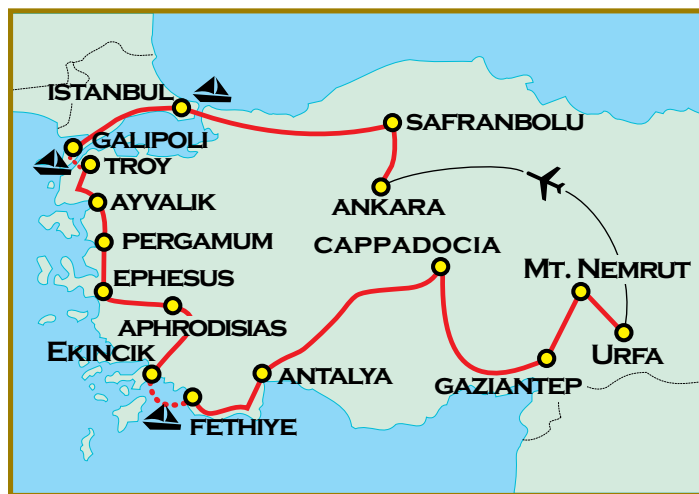 ISTANBUL
GALIPOLI
SAFRANBOLU
TROY
AYVALIK
ANKARA
PERGAMUM
CAPPADOCIA
MT. NEMRUT
EPHESUS
APHRODISIAS
EKINCIK
URFA
ANTALYA
GAZIANTEP
FETHIYE